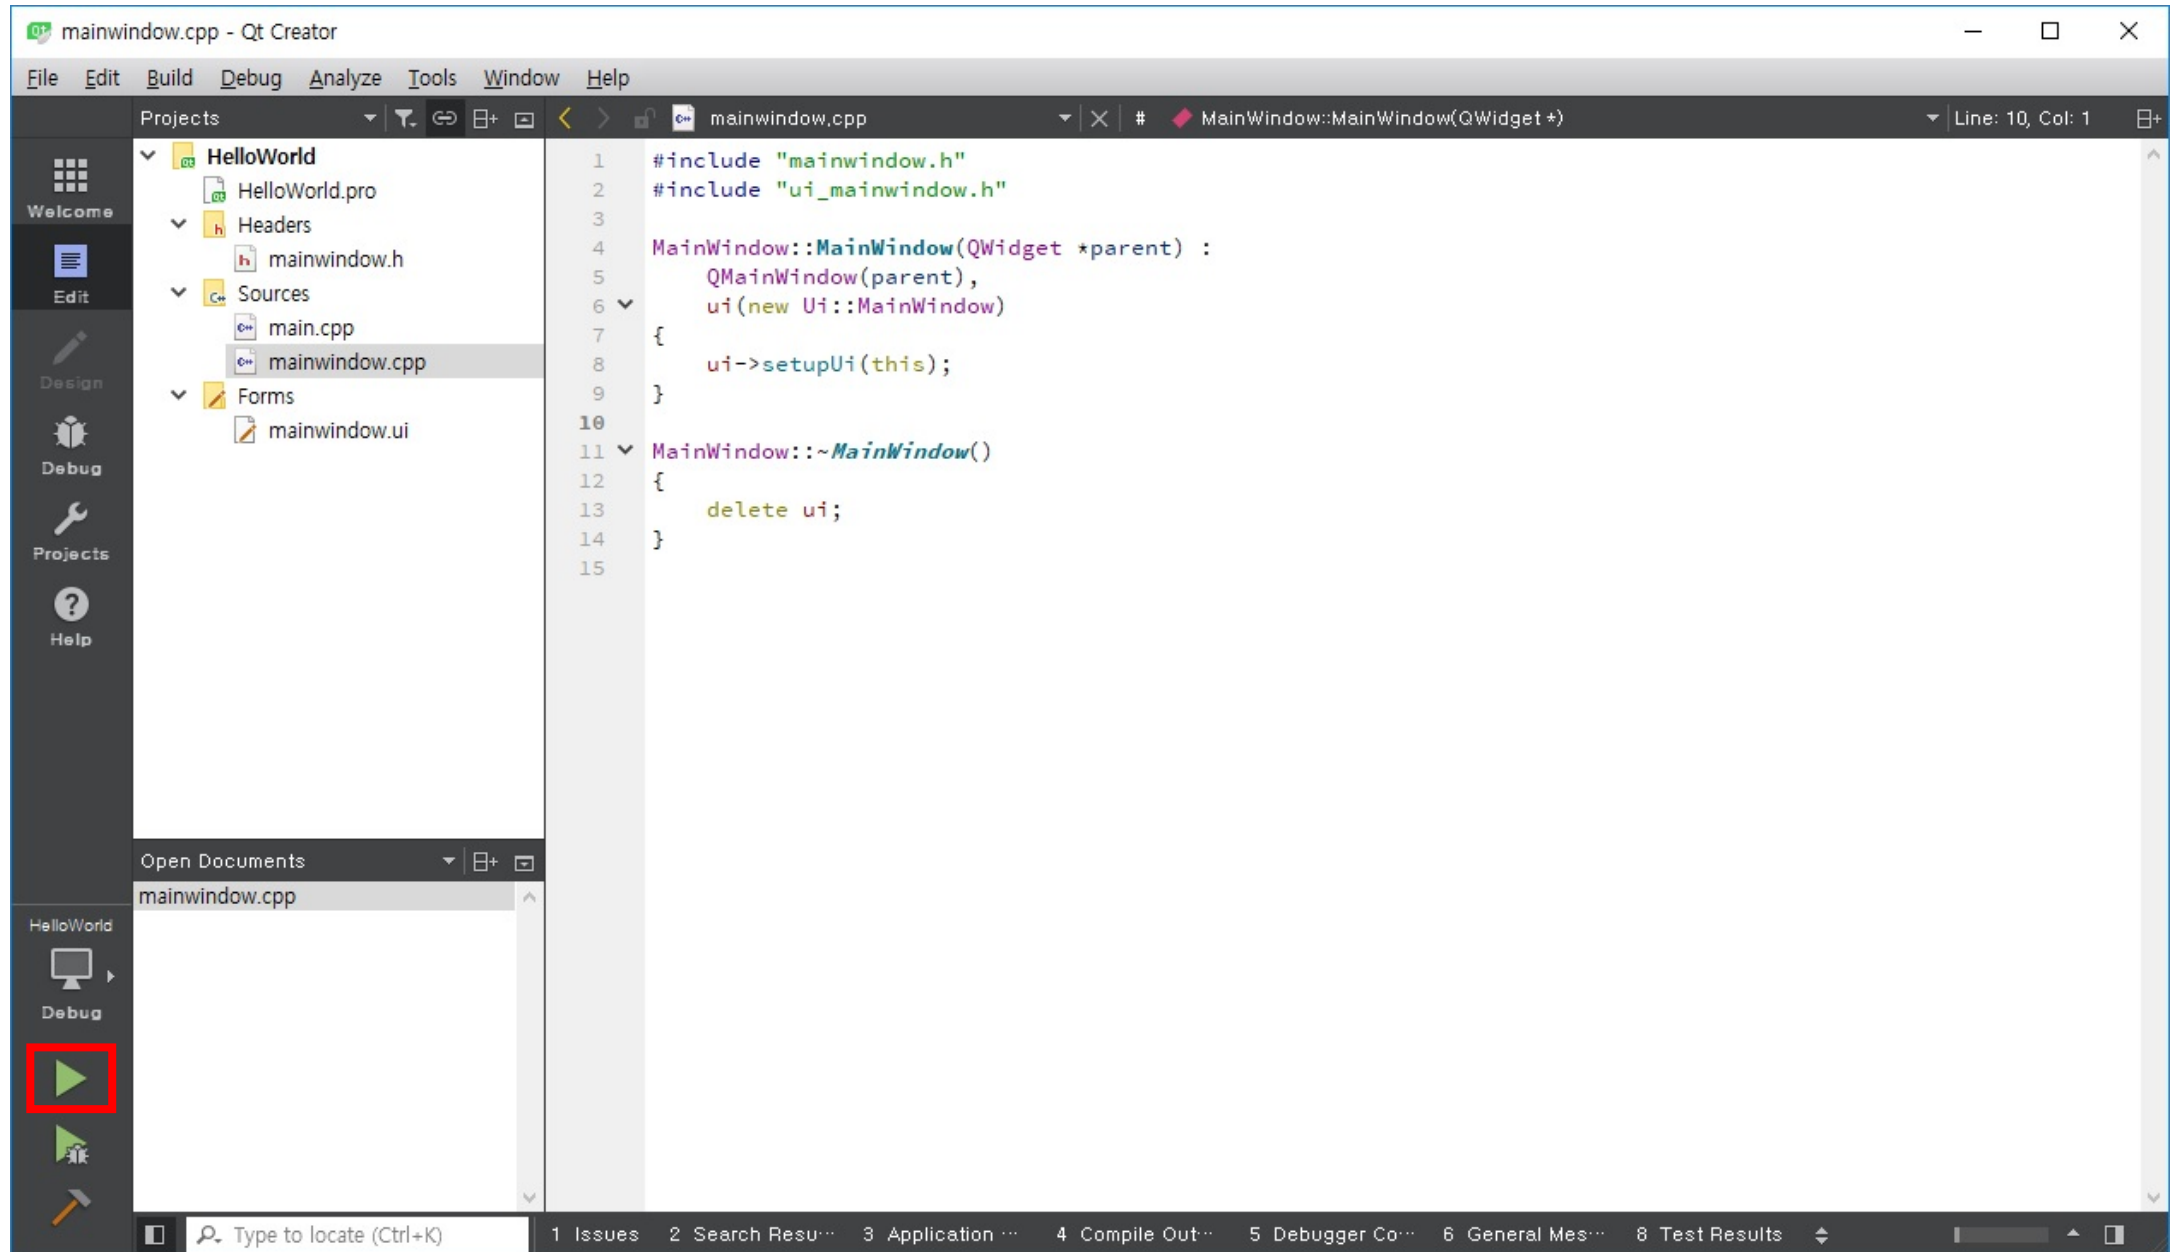 mainwindow.cpp - Qt Creator
File Edit Build Debug Analyze Tools Window Help
Projects
mainwindow.cpp
# MainWindow::MainWindow(QWidget *)
Line: 10, Col: 1
Welcome
Edit
Design
Debug
Projects
Help
HelloWorld
HelloWorld.pro
Headers
mainwindow.h
Sources
main.cpp
mainwindow.cpp
Forms
mainwindow.ui
1 #include "mainwindow.h"
2 #include "ui_mainwindow.h"
3
4 MainWindow::MainWindow(QWidget *parent) :
5 QMainWindow(parent),
6 ui(new Ui::MainWindow)
7 {
8 ui->setupUi(this);
9 }
10
11 MainWindow::~MainWindow()
12 {
13 delete ui;
14 }
15
Open Documents
mainwindow.cpp
HelloWorld
Debug
Type to locate (Ctrl+K)
1 Issues 2 Search Resu··· 3 Application ··· 4 Compile Out··· 5 Debugger Co··· 6 General Mes··· 8 Test Results